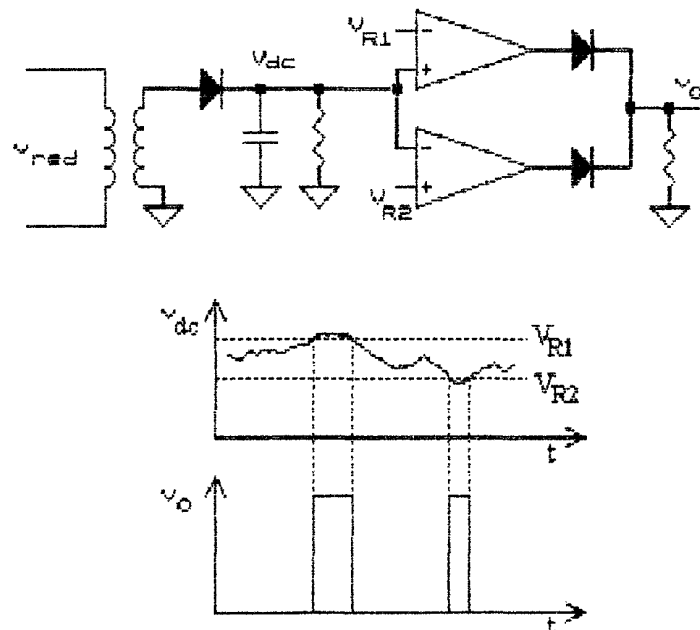 V_R1
-
+
V_dc
V_o
v_red
-
+
V_R2
v_dc
V_R1
V_R2
t
v_o
t